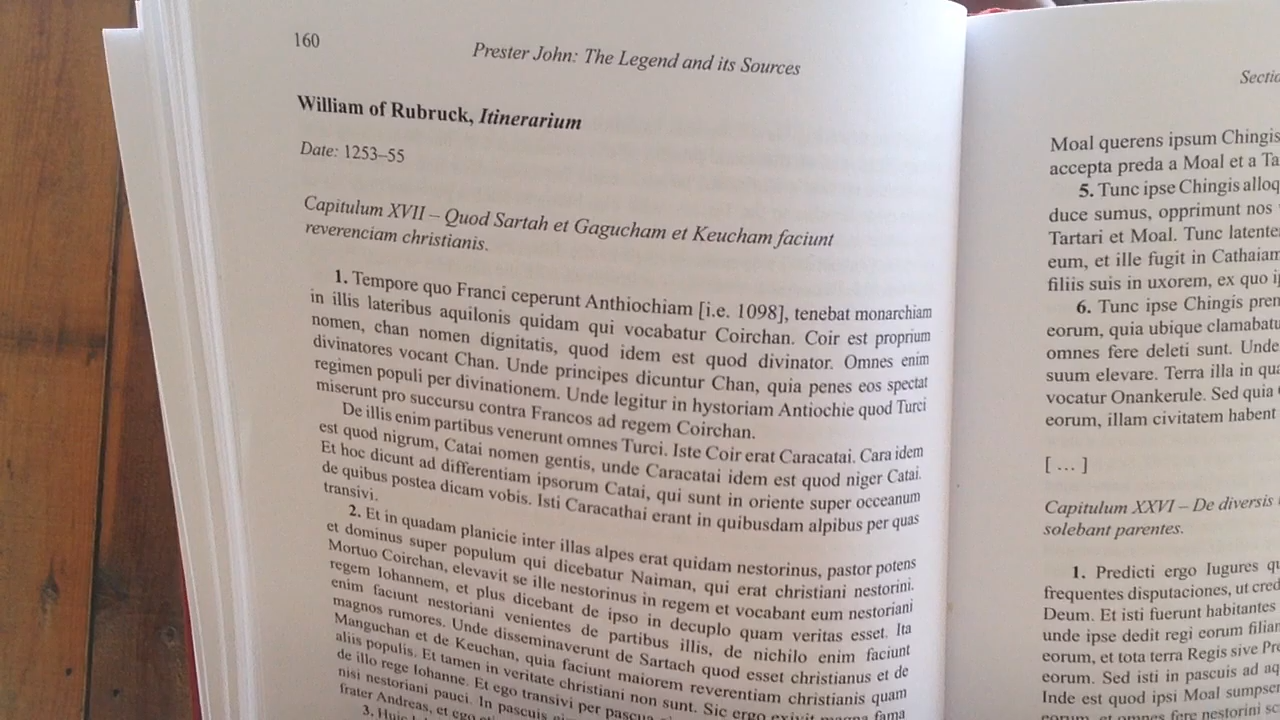 160
Prester John: The Legend and its Sources
William of Rubruck, Itinerarium
Date: 1253–55
Capitulum XVII – Quod Sartah et Gagucham et Keucham faciunt
reverenciam christianis.
1. Tempore quo Franci ceperunt Anthiochiam [i.e. 1098], tenebat monarchiam
in illis lateribus aquilonis quidam qui vocabatur Coirchan. Coir est proprium
nomen, chan nomen dignitatis, quod idem est quod divinator. Omnes enim
divinatores vocant Chan. Unde principes dicuntur Chan, quia penes eos spectat
regimen populi per divinationem. Unde legitur in hystoriam Antiochie quod Turci
miserunt pro succursu contra Francos ad regem Coirchan.
De illis enim partibus venerunt omnes Turci. Iste Coir erat Caracatai. Cara idem
est quod nigrum, Catai nomen gentis, unde Caracatai idem est quod niger Catai.
Et hoc dicunt ad differentiam ipsorum Catai, qui sunt in oriente super occeanum
de quibus postea dicam vobis. Isti Caracathai erant in quibusdam alpibus per quas
transivi.
2. Et in quadam planicie inter illas alpes erat quidam nestorinus, pastor potens
et dominus super populum qui dicebatur Naiman, qui erat christiani nestorini.
Mortuo Coirchan, elevavit se ille nestorinus in regem et vocabant eum nestoriani
regem Iohannem, et plus dicebant de ipso in decuplo quam veritas esset. Ita
enim faciunt nestoriani venientes de partibus illis, de nichilo enim faciunt
magnos rumores. Unde disseminaverunt de Sartach quod esset christianus et de
Manguchan et de Keuchan, quia faciunt maiorem reverentiam christianis quam
aliis populis. Et tamen in veritate christiani non sunt. Sic ergo exivit magna fama
de illo rege Iohanne. Et ego transivi per pascua
nisi nestoriani pauci. In pascuis
frater Andreas, et ego
3.
Sectio
Moal querens ipsum Chingis
accepta preda a Moal et a Ta
5. Tunc ipse Chingis alloq
duce sumus, opprimunt nos
Tartari et Moal. Tunc latente
eum, et ille fugit in Cathaiam
filiis suis in uxorem, ex quo i
6. Tunc ipse Chingis prem
eorum, quia ubique clamabat
omnes fere deleti sunt. Unde
suum elevare. Terra illa in qua
vocatur Onankerule. Sed quia
eorum, illam civitatem habent
[ … ]
Capitulum XXVI – De diversis
solebant parentes.
1. Predicti ergo Iugures qu
frequentes disputaciones, ut cred
Deum. Et isti fuerunt habitantes
unde ipse dedit regi eorum filiam
eorum, et tota terra Regis sive Pre
eorum. Sed isti in pascuis ad aq
Inde est quod ipsi Moal sumpser
eorum et omnes fere nestorini sc